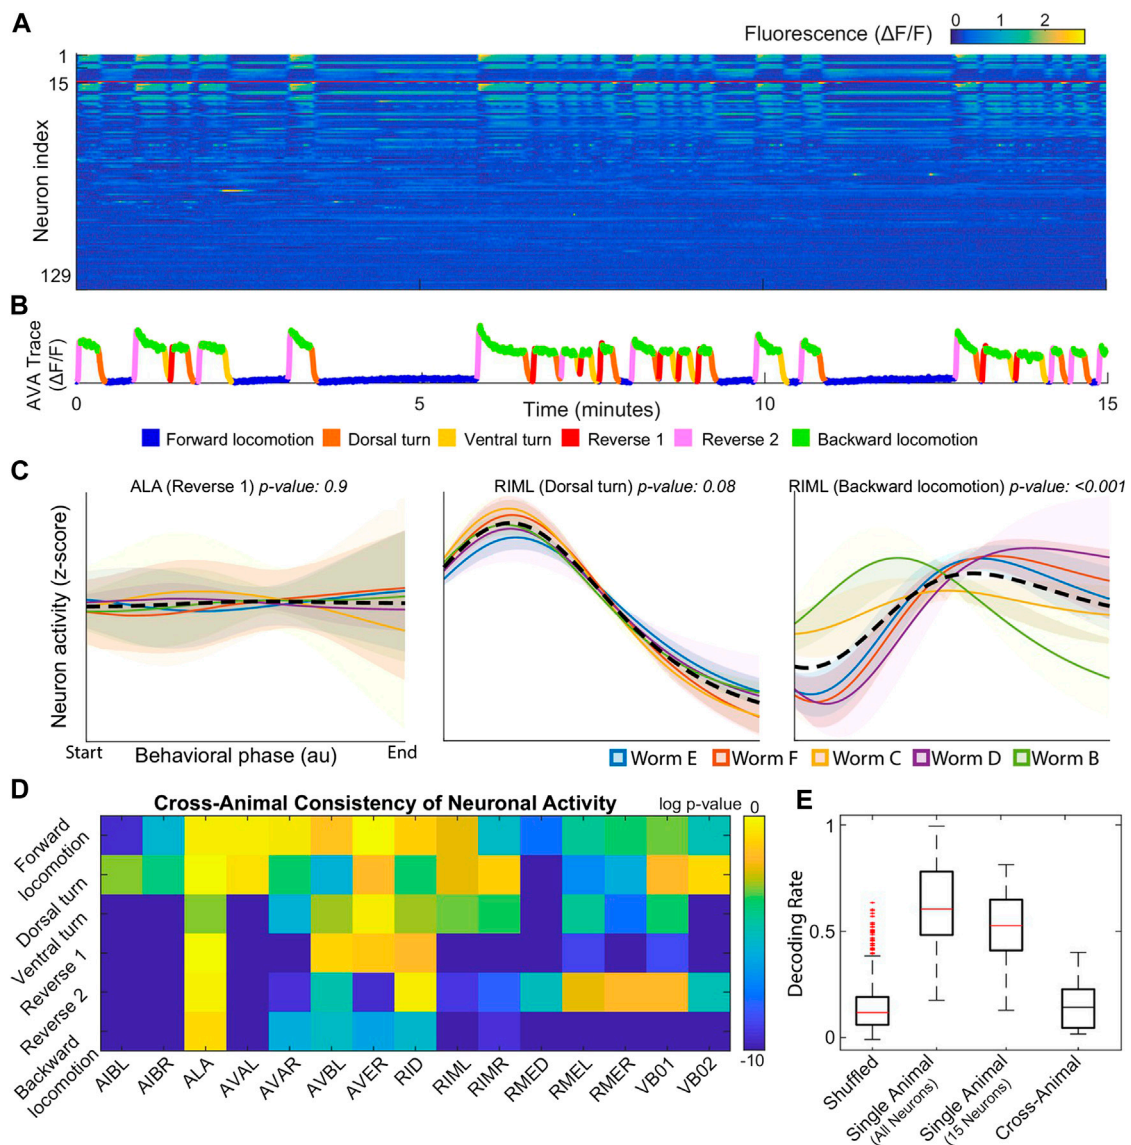 A
Fluorescence (ΔF/F)
0 1 2
Neuron index
1
15
129
B
AVA Trace
(ΔF/F)
0 5 10 15
Time (minutes)
Forward locomotion Dorsal turn Ventral turn Reverse 1 Reverse 2 Backward locomotion
C
ALA (Reverse 1) p-value: 0.9
RIML (Dorsal turn) p-value: 0.08
RIML (Backward locomotion) p-value: <0.001
Neuron activity (z-score)
Start Behavioral phase (au) End
Worm E Worm F Worm C Worm D Worm B
D
Cross-Animal Consistency of Neuronal Activity
log p-value 0
-10
Forward
locomotion
Dorsal turn
Ventral turn
Reverse 1
Reverse 2
Backward
locomotion
AIBL AIBR ALA AVAL AVAR AVBL AVER RID RIML RIMR RMED RMEL RMER VB01 VB02
E
Decoding Rate
1
0.5
0
Shuffled
Single Animal
(All Neurons)
Single Animal
(15 Neurons)
Cross-Animal